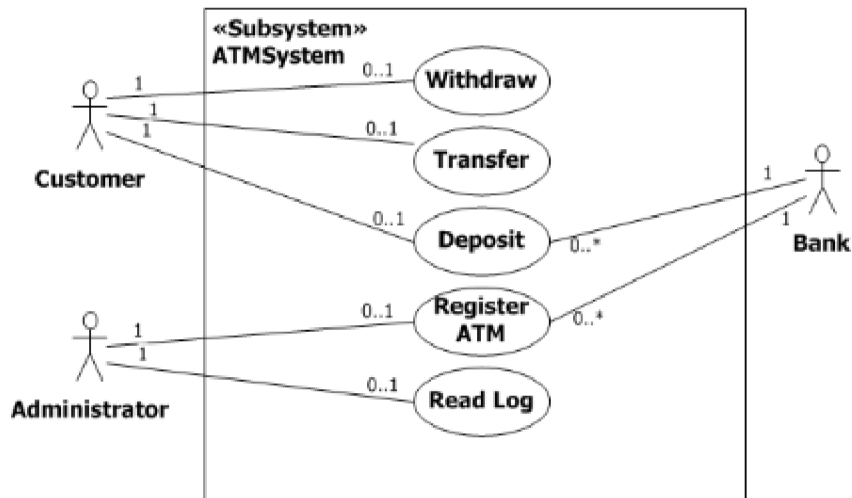 «Subsystem»
ATMSystem
1
0..1
Withdraw
1
0..1
Transfer
1
Customer
0..1
Deposit
0..*
1
1
Bank
1
0..1
Register
ATM
0..*
1
0..1
Read Log
Administrator